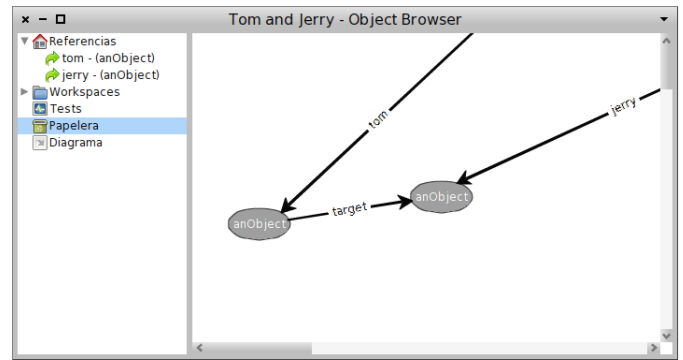 Tom and Jerry - Object Browser
Referencias
tom - (anObject)
jerry - (anObject)
Workspaces
Tests
Papelera
Diagrama
tom
jerry
target
anObject
anObject